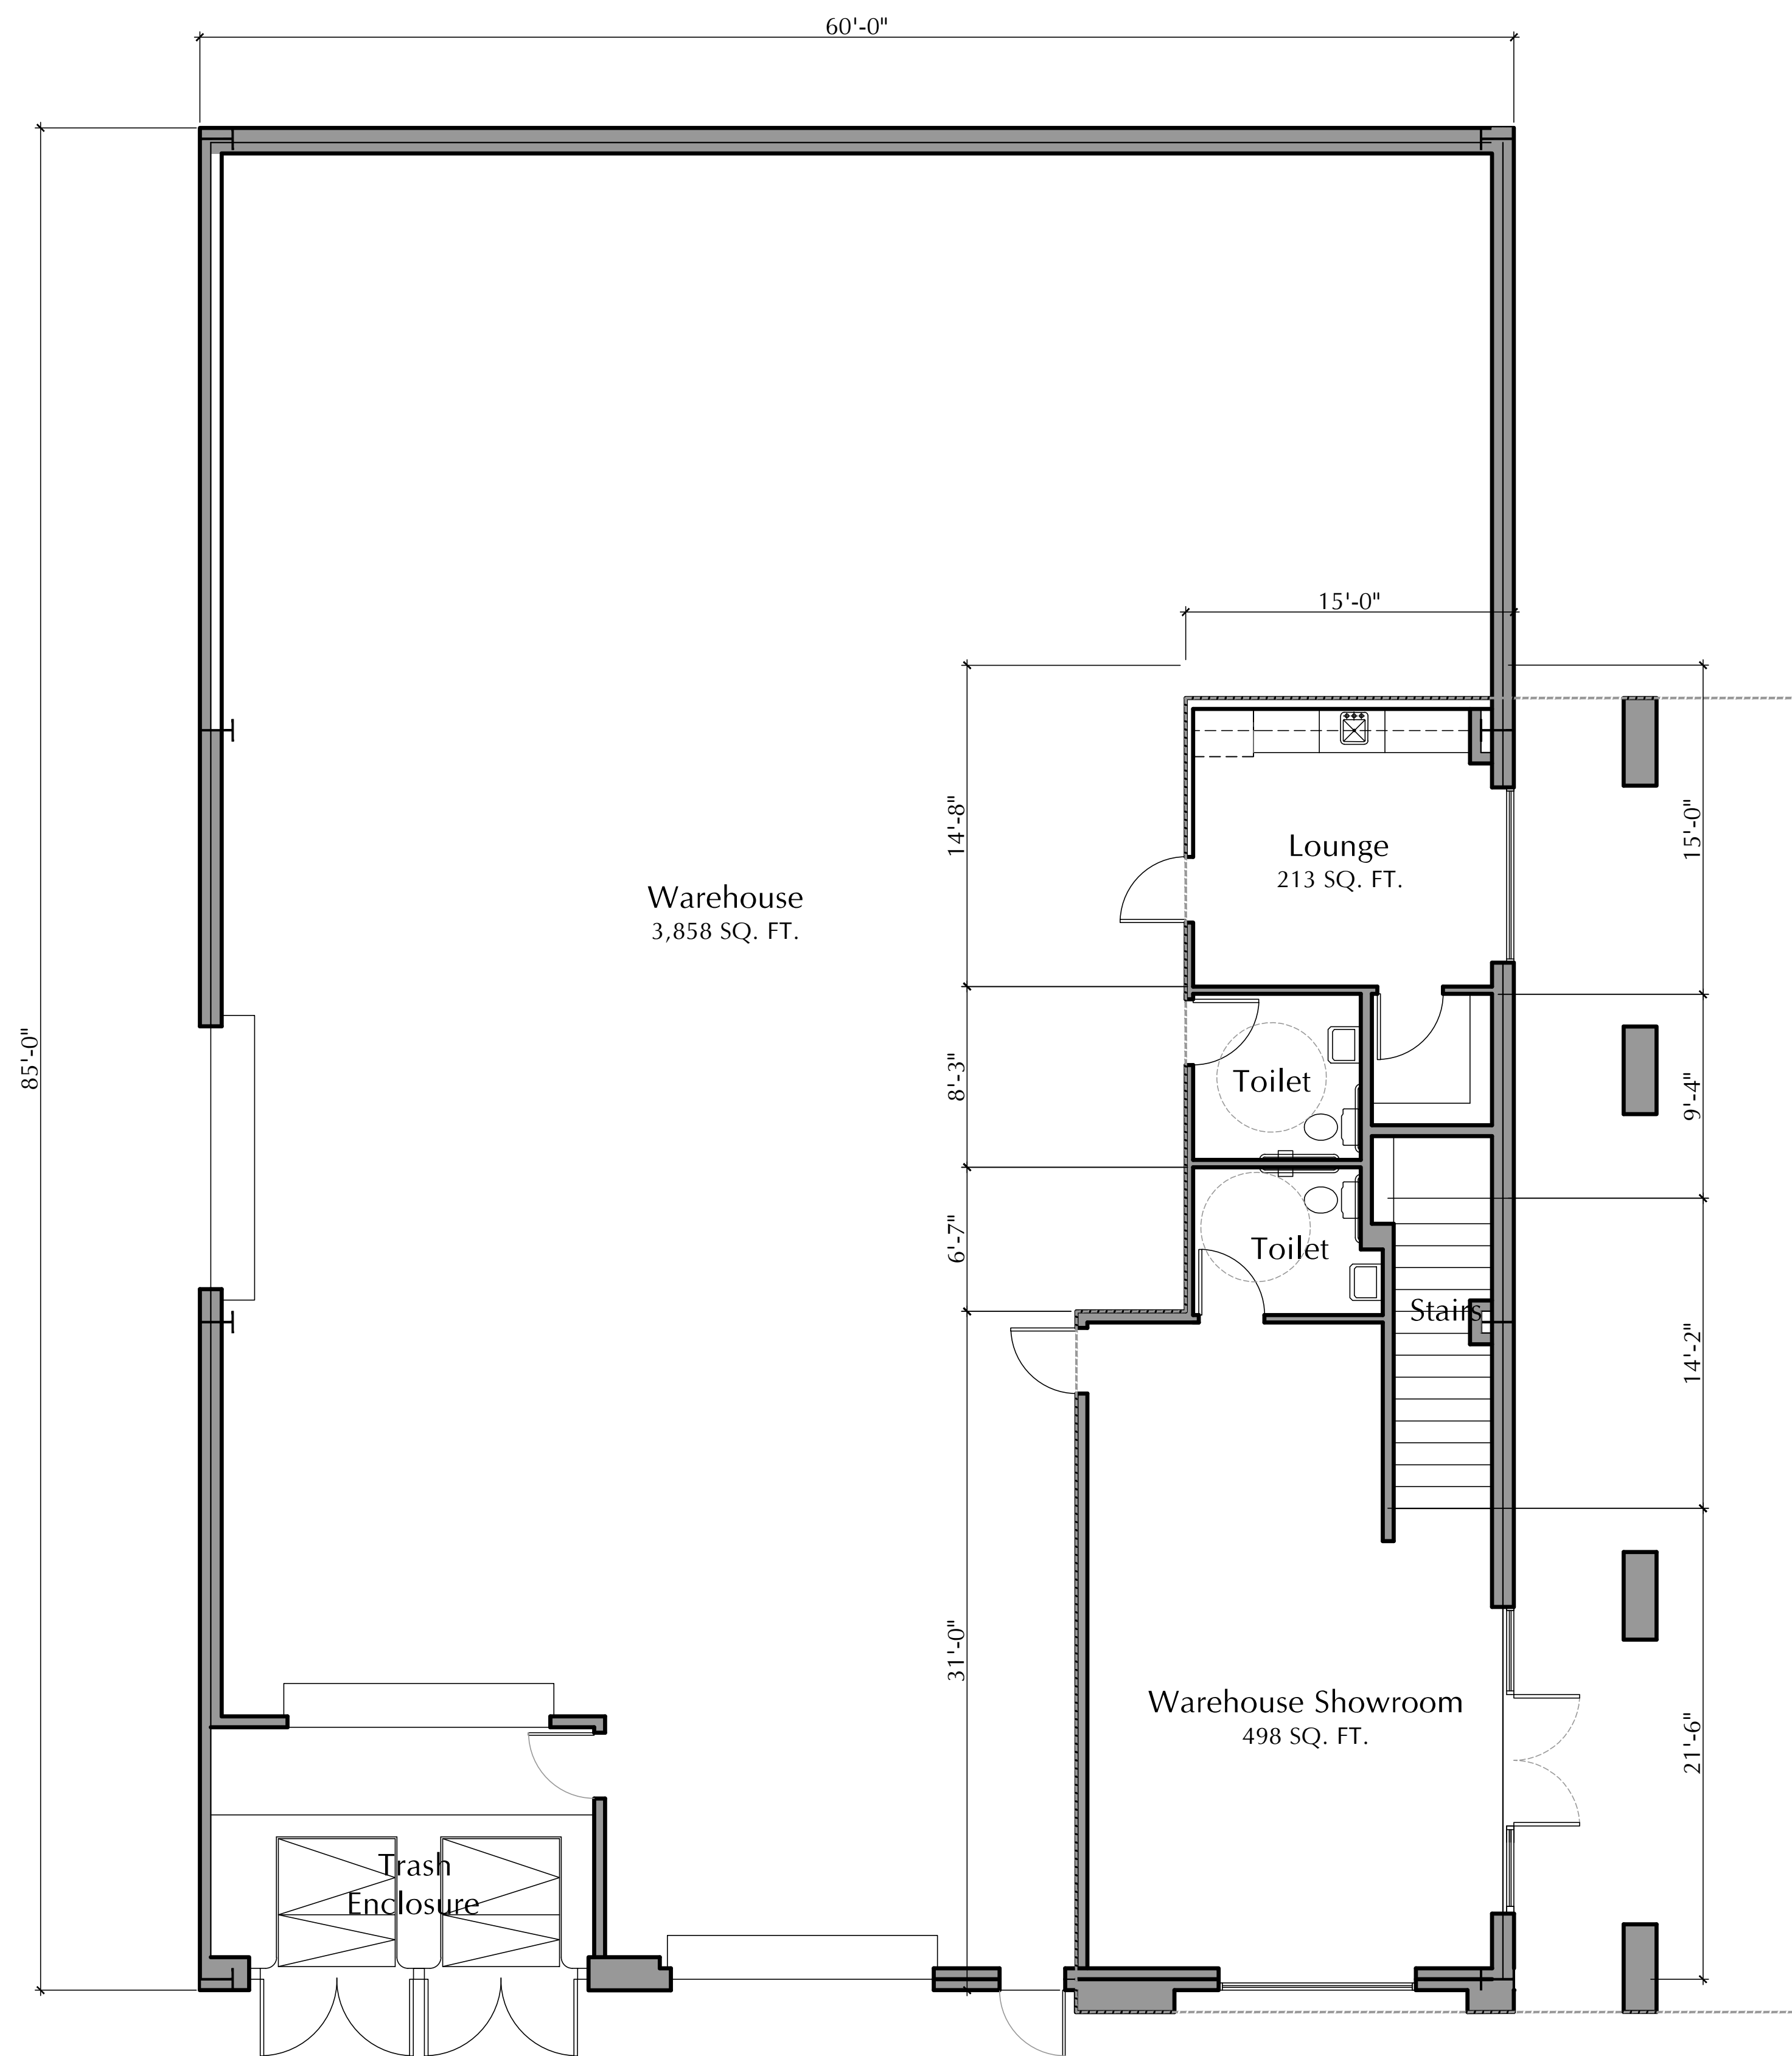 60'-0"
15'-0"
14'-8"
15'-0"
Lounge
213 SQ. FT.
Warehouse
3,858 SQ. FT.
85'-0"
8'-3"
Toilet
9'-4"
6'-7"
Toilet
Stairs
14'-2"
31'-0"
Warehouse Showroom
498 SQ. FT.
21'-6"
Trash
Enclosure